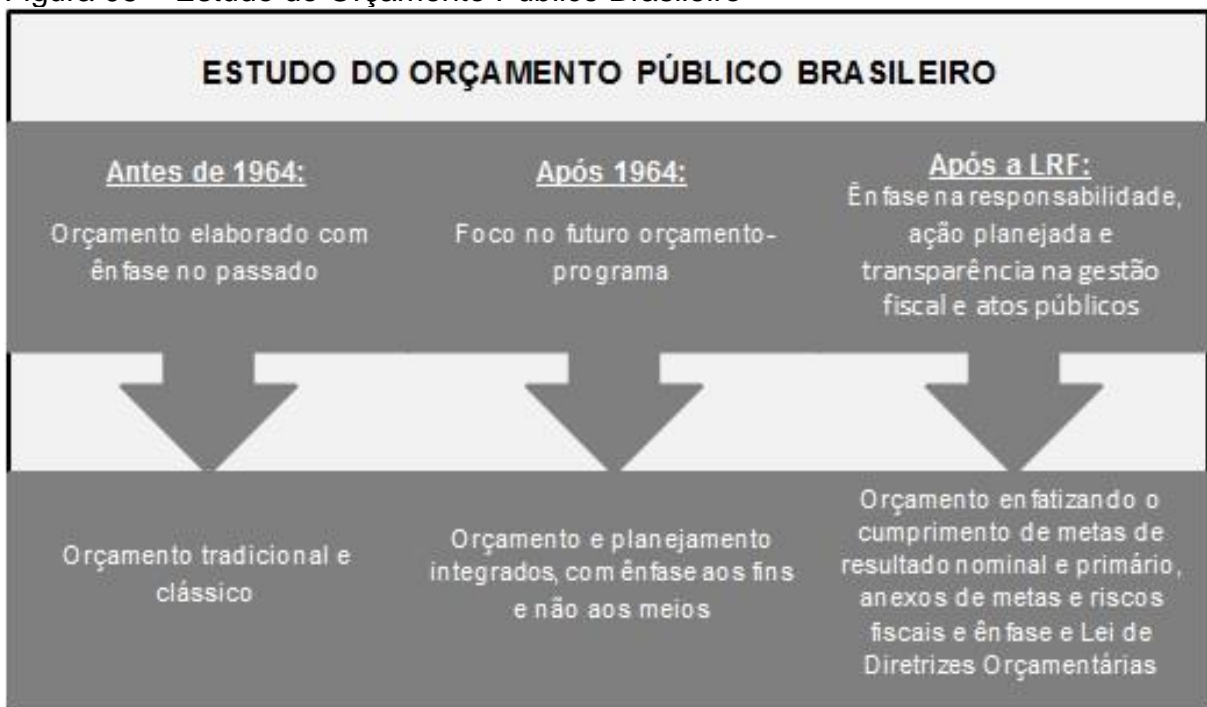 ESTUDO DO ORÇAMENTO PÚBLICO BRASILEIRO
Antes de 1964:
Orçamento elaborado com
ênfase no passado
Após 1964:
Foco no futuro orçamento-
programa
Após a LRF:
Ênfase na responsabilidade,
ação planejada e
transparência na gestão
fiscal e atos públicos
Orçamento tradicional e
clássico
Orçamento e planejamento
integrados, com ênfase aos fins
e não aos meios
Orçamento enfatizando o
cumprimento de metas de
resultado nominal e primário,
anexos de metas e riscos
fiscais e ênfase e Lei de
Diretrizes Orçamentárias